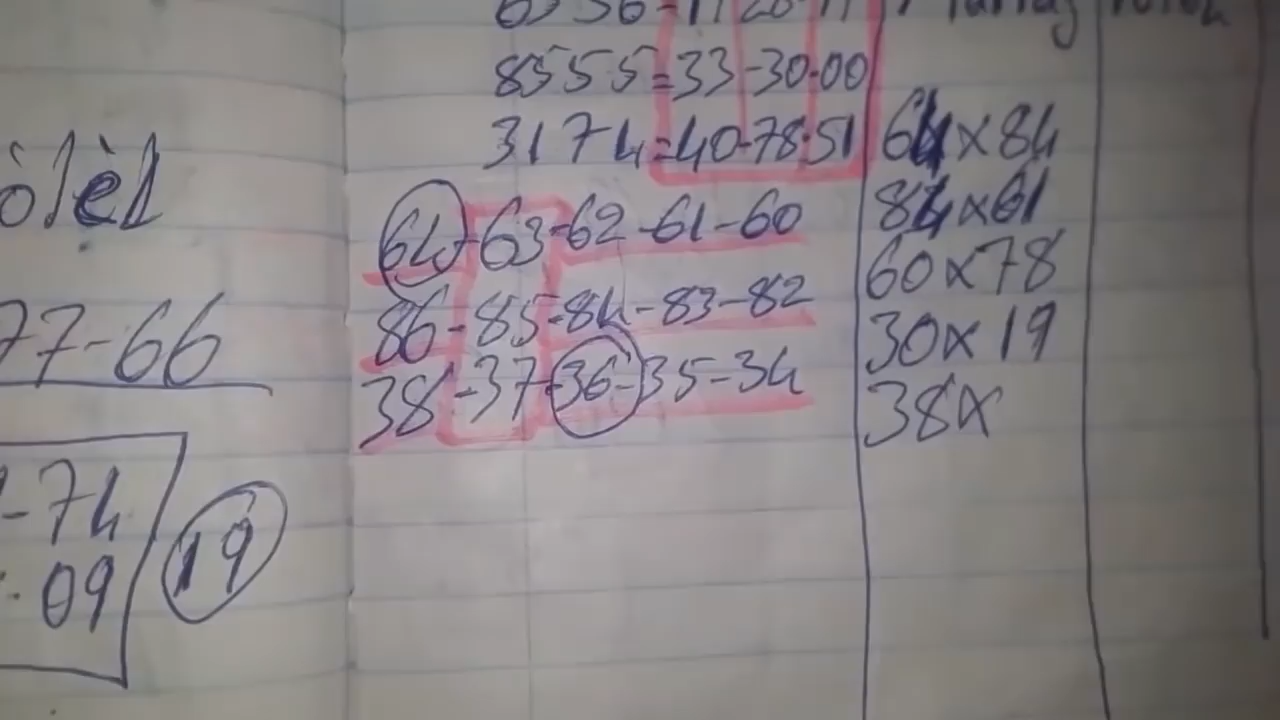 òlèl
77-66
-74
09
19
8555=33-30-00
3174=40-78-51
64-63-62-61-60
86-85-84-83-82
38-37-36-35-34
64x84
84x61
60x78
30x19
38x